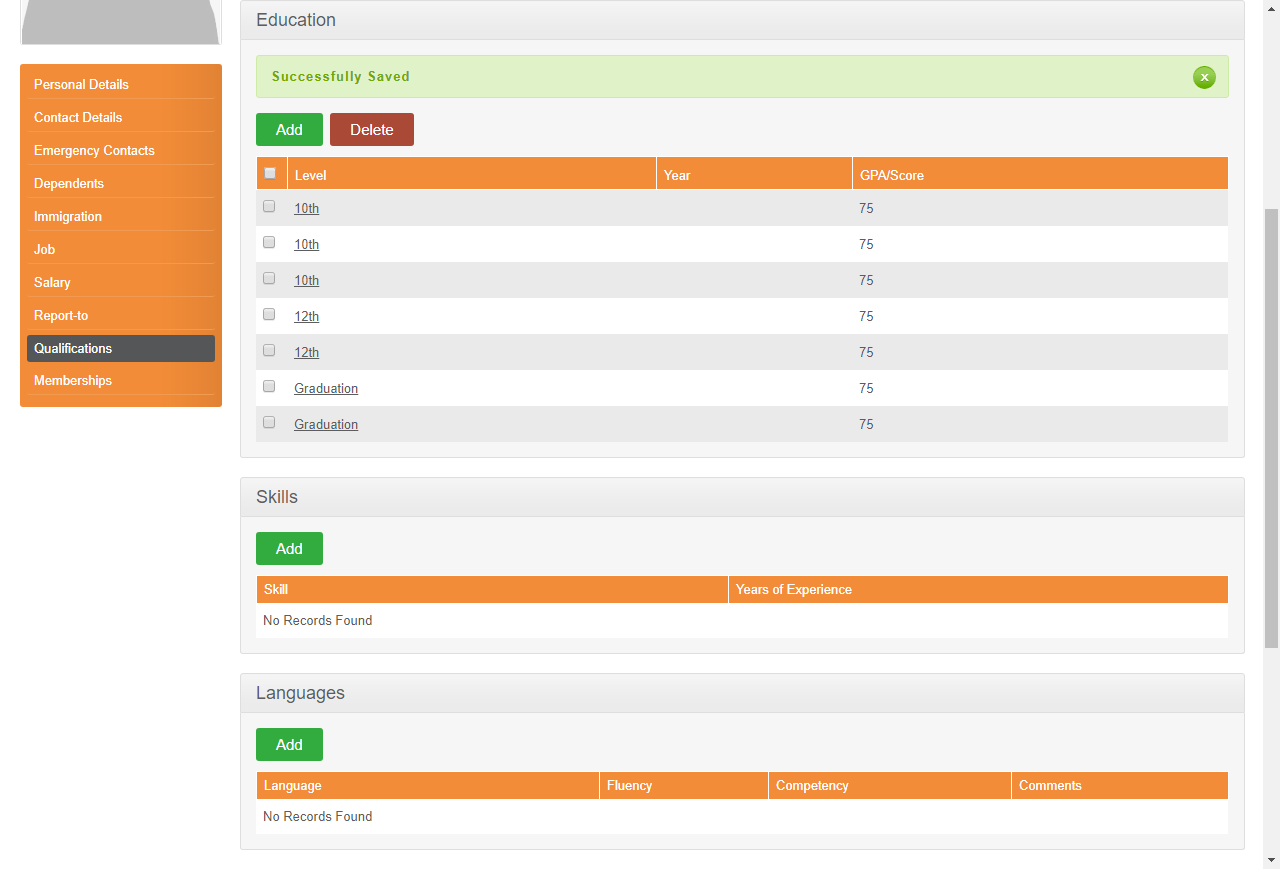 Education
Successfully Saved
x
Add Delete
Level Year GPA/Score
10th 75
10th 75
10th 75
12th 75
12th 75
Graduation 75
Graduation 75
Personal Details
Contact Details
Emergency Contacts
Dependents
Immigration
Job
Salary
Report-to
Qualifications
Memberships
Skills
Add
Skill Years of Experience
No Records Found
Languages
Add
Language Fluency Competency Comments
No Records Found